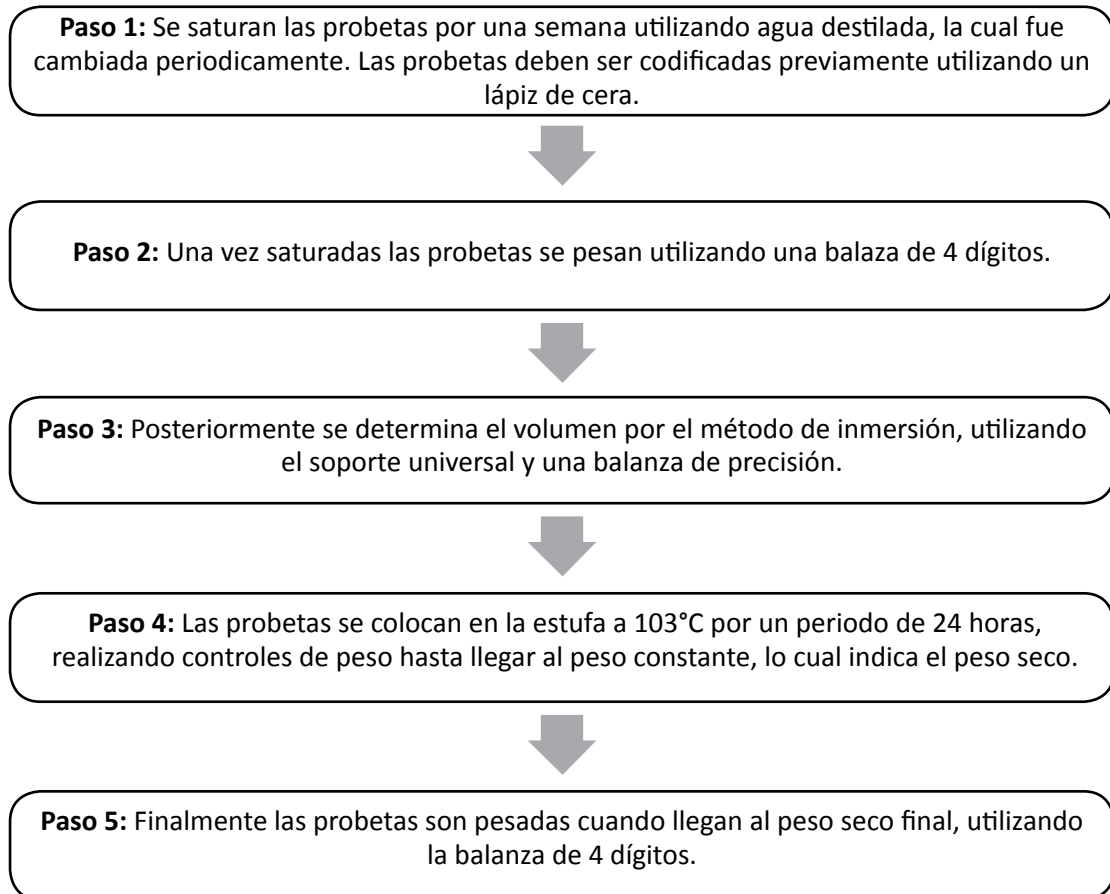 Paso 1: Se saturan las probetas por una semana utilizando agua destilada, la cual fue
cambiada periodicamente. Las probetas deben ser codificadas previamente utilizando un
lápiz de cera.
Paso 2: Una vez saturadas las probetas se pesan utilizando una balaza de 4 dígitos.
Paso 3: Posteriormente se determina el volumen por el método de inmersión, utilizando
el soporte universal y una balanza de precisión.
Paso 4: Las probetas se colocan en la estufa a 103°C por un periodo de 24 horas,
realizando controles de peso hasta llegar al peso constante, lo cual indica el peso seco.
Paso 5: Finalmente las probetas son pesadas cuando llegan al peso seco final, utilizando
la balanza de 4 dígitos.